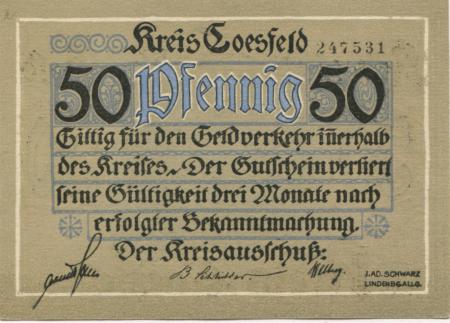 Kreis Coesfeld 247531
50 Pfennig 50
Gültig für den Geldverkehr innerhalb
des Kreises. Der Gutschein verliert
seine Gültigkeit drei Monate nach
erfolgter Bekanntmachung.
Der Kreisausschuß:
J.AD.SCHWARZ
LINDENBG.ALLG.